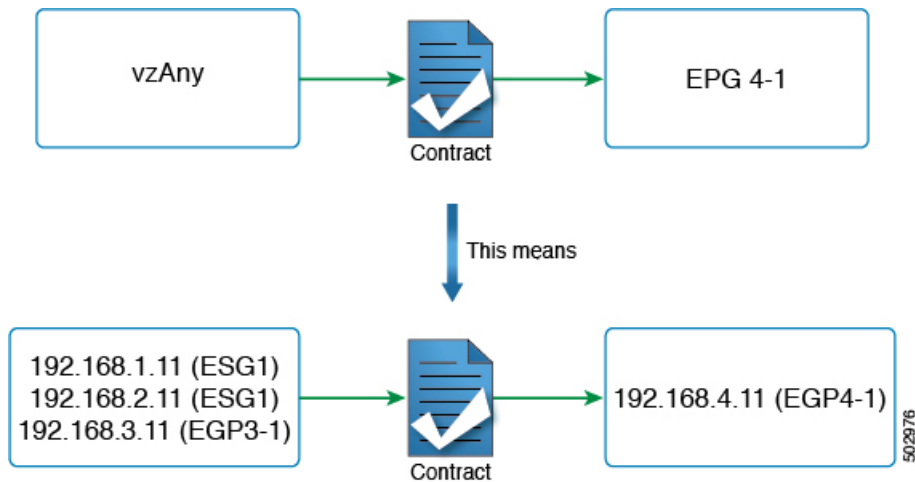 vzAny
EPG 4-1
Contract
This means
192.168.1.11 (ESG1)
192.168.2.11 (ESG1)
192.168.3.11 (EGP3-1)
192.168.4.11 (EGP4-1)
Contract
502976